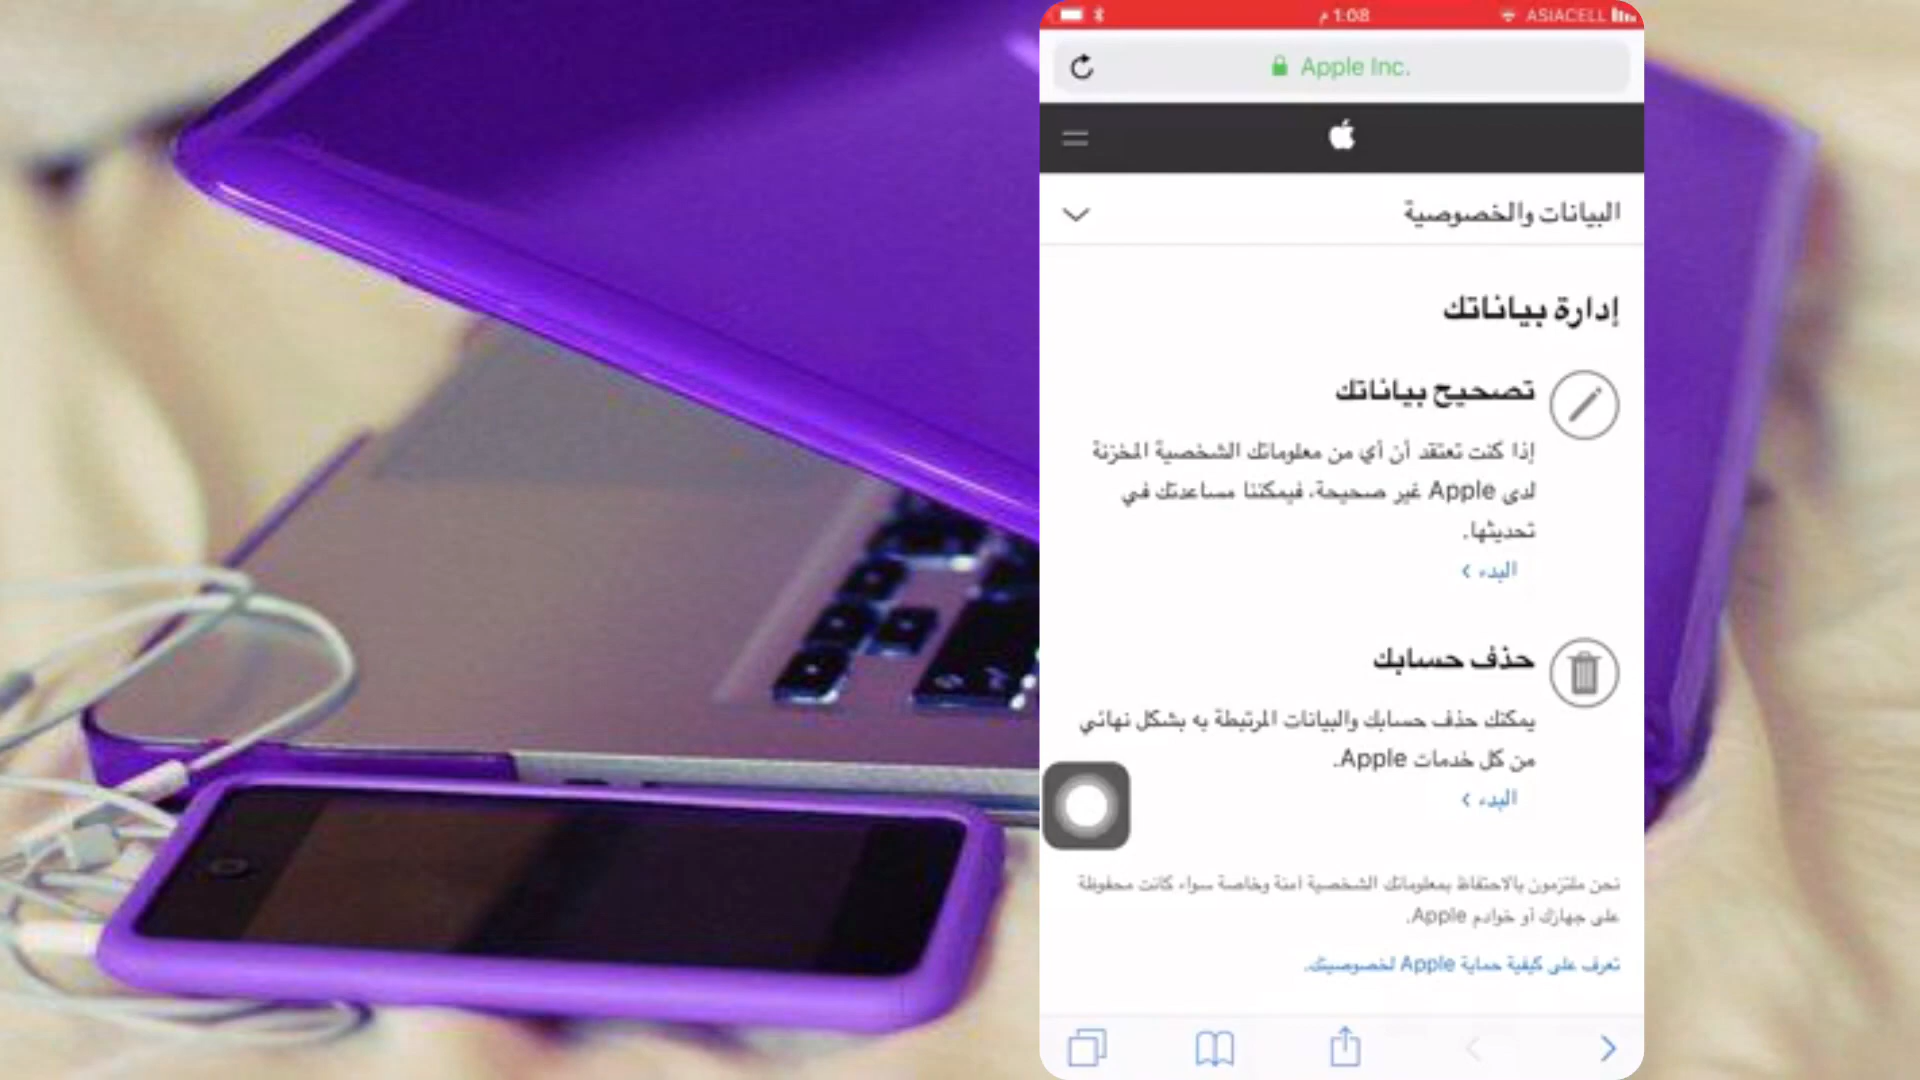 1:08 م
ASIACELL
Apple Inc.
البيانات والخصوصية
إدارة بياناتك
تصحيح بياناتك
إذا كنت تعتقد أن أي من معلوماتك الشخصية المخزنة
لدى Apple غير صحيحة، فيمكننا مساعدتك في
تحديثها.
البدء
حذف حسابك
يمكنك حذف حسابك والبيانات المرتبطة به بشكل نهائي
من كل خدمات Apple.
البدء
نحن ملتزمون بالاحتفاظ بمعلوماتك الشخصية آمنة وخاصة سواء كانت محفوظة
على جهازك أو خوادم Apple.
تعرف على كيفية حماية Apple لخصوصيتك.